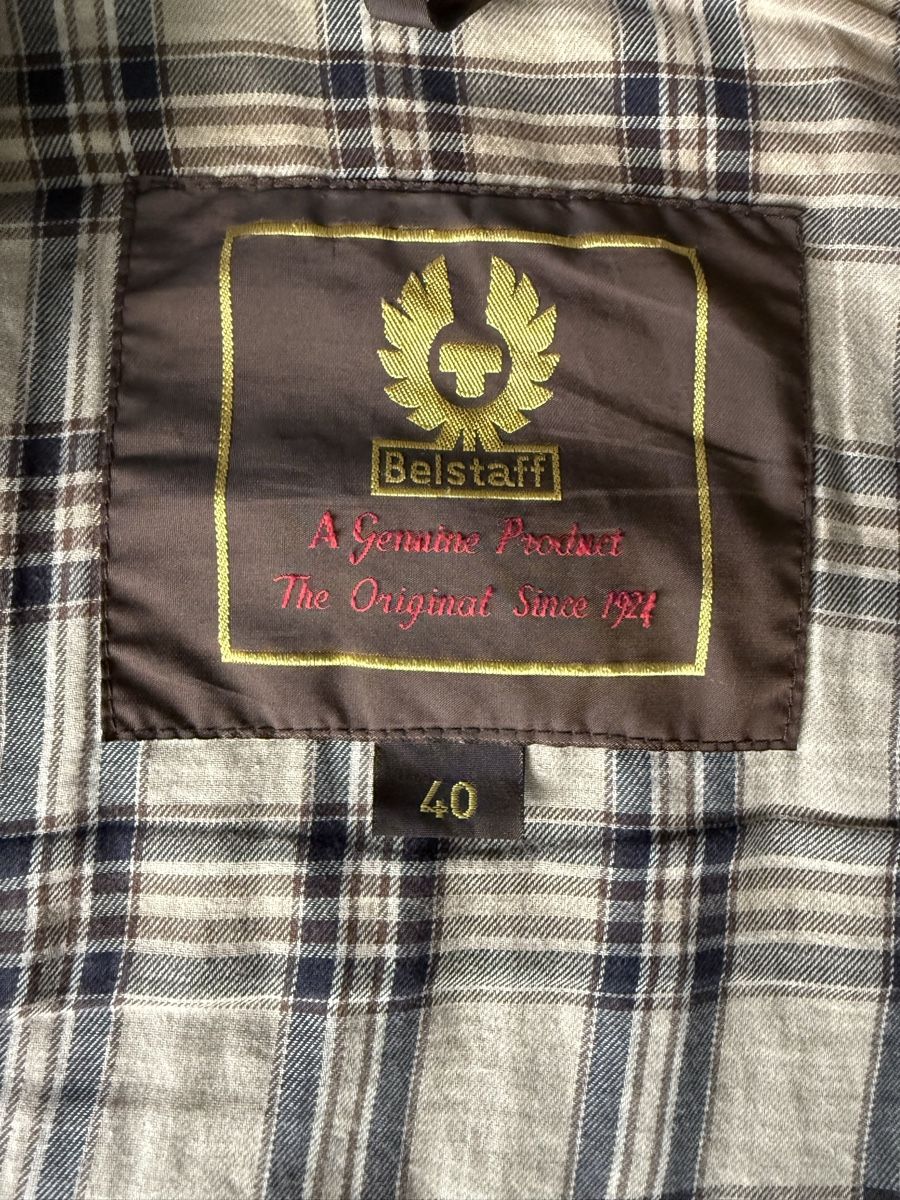 Belstaff
A Genuine Product
The Original Since 1924
40